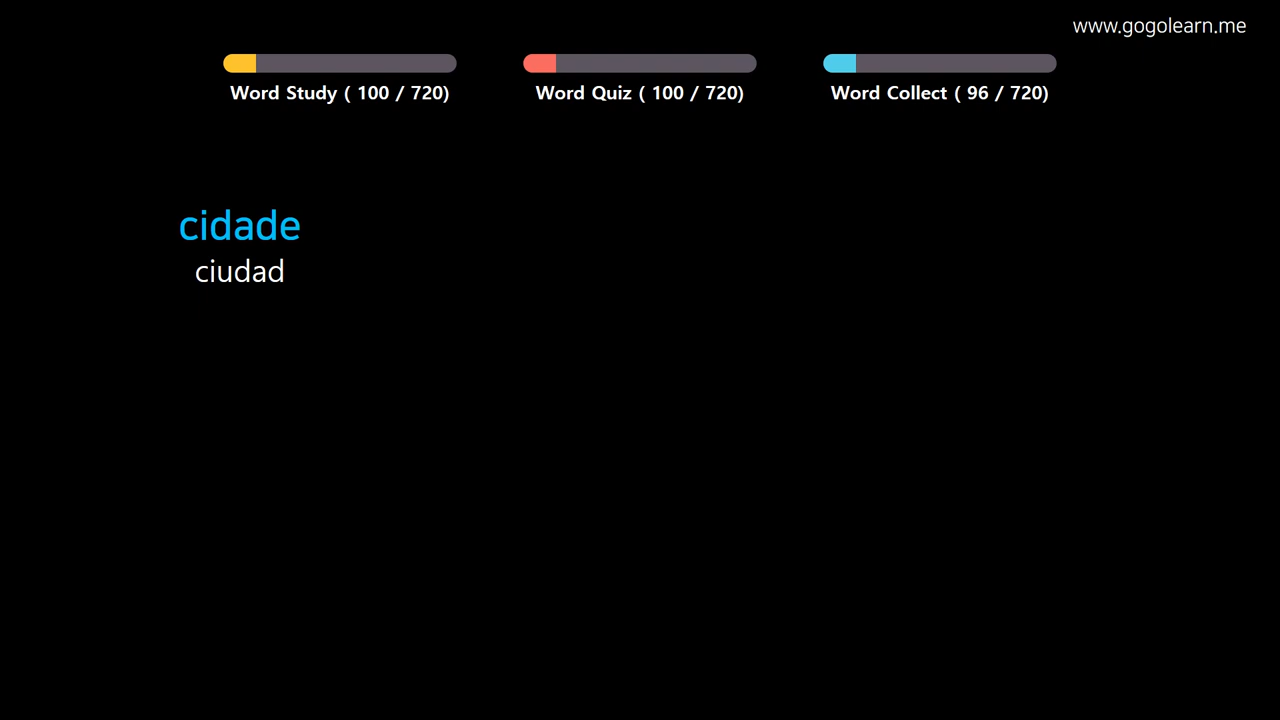 www.gogolearn.me
Word Study ( 100 / 720)
Word Quiz ( 100 / 720)
Word Collect ( 96 / 720)
cidade
ciudad